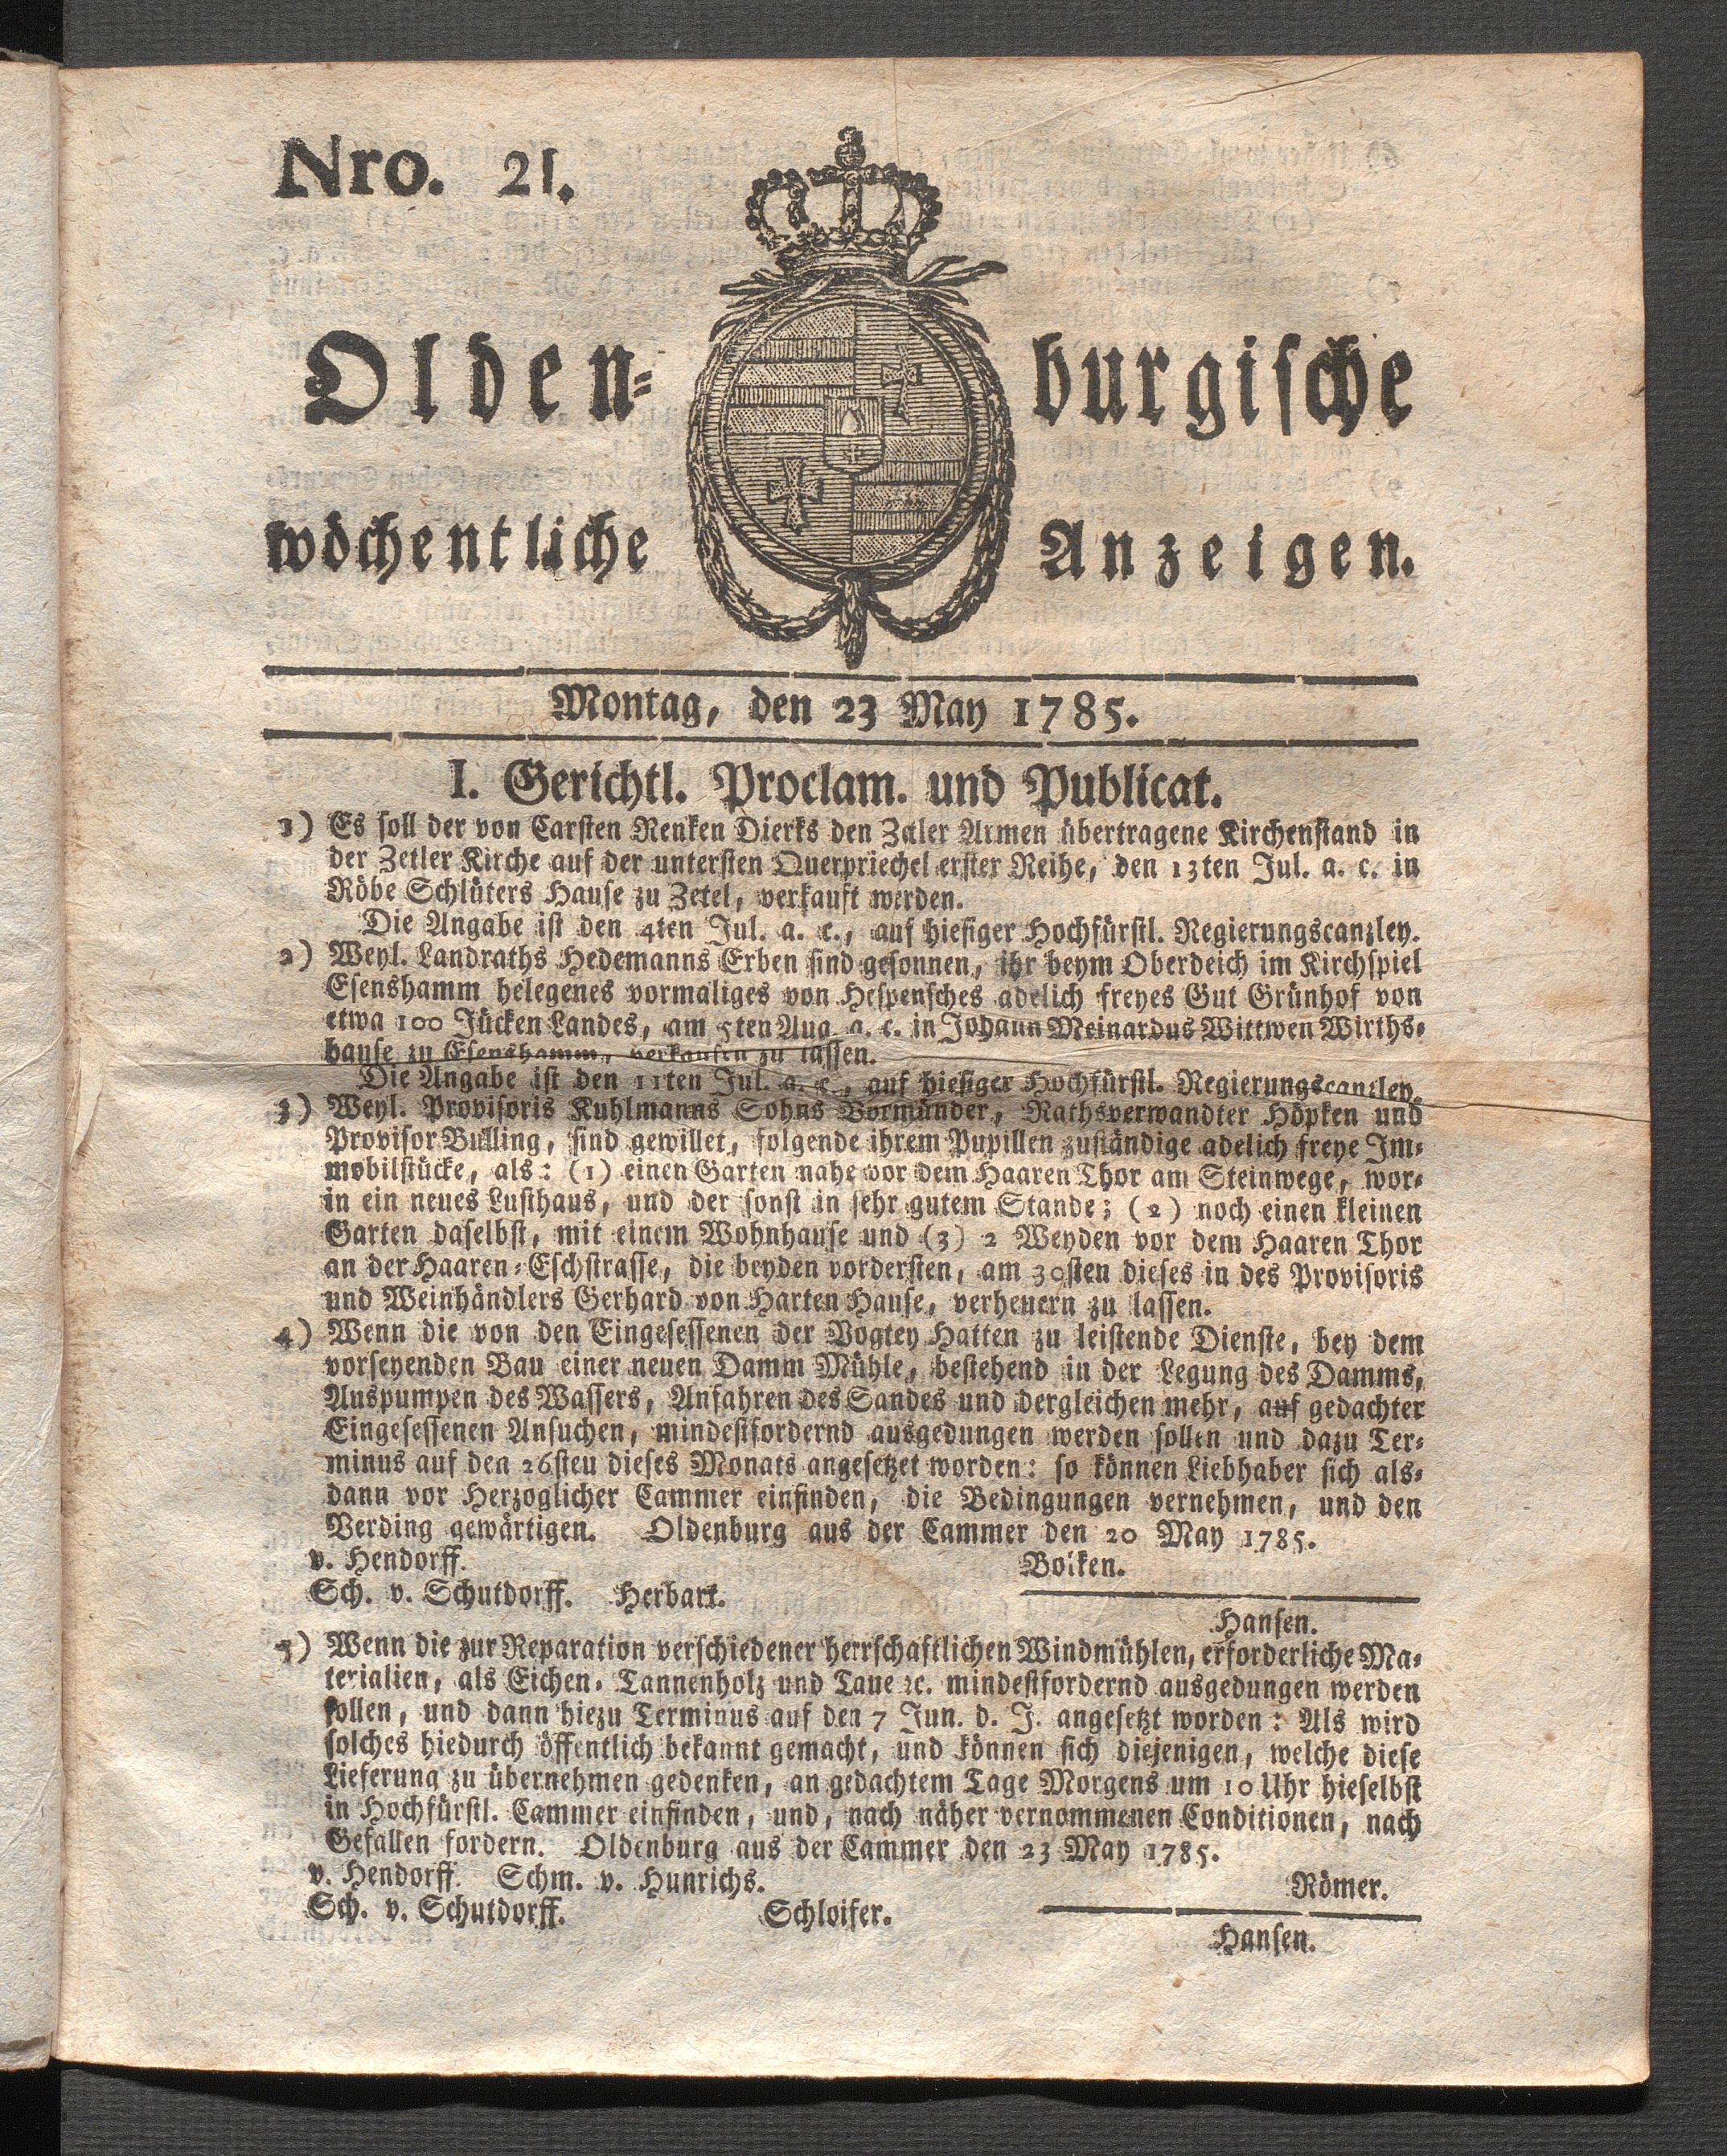 Nro. 21.
Olden= burgische
wöchentliche Anzeigen.
Montag, den 23 May 1785.
I. Gerichtl. Proclam. und Publicat.
1) Es soll der von Carsten Renken Dierks den Zetler Armen übertragene Kirchenstand in
der Zetler Kirche auf der untersten Querpriechel erster Reihe, den 13ten Jul. a. c. in
Röbe Schlüters Hause zu Zetel, verkauft werden.
Die Angabe ist den 4ten Jul. a. c., auf hiesiger Hochfürstl. Regierungscanzley.
2) Weyl. Landraths Hedemanns Erben sind gesonnen, ihr beym Oberdeich im Kirchspiel
Esenshamm belegenes vormaliges von Hespensches adelich freyes Gut Grünhof von
etwa 100 Jücken Landes, am 5ten Aug. a. c. in Johann Meinardus Wittwen Wirths=
hause zu Esenshamm, verkaufen zu lassen.
Die Angabe ist den 11ten Jul. a. c., auf hiesiger Hochfürstl. Regierungscantley.
3) Weyl. Provisoris Kuhlmanns Sohns Vormünder, Rathsverwandter Höpken und
Provisor Bulling, sind gewillet, folgende ihrem Pupillen zuständige adelich freye Im=
mobilstücke, als: (1) einen Garten nahe vor dem Haaren Thor am Steinwege, wor=
in ein neues Lusthaus, und der sonst in sehr gutem Stande; (2) noch einen kleinen
Garten daselbst, mit einem Wohnhause und (3) 2 Weyden vor dem Haaren Thor
an der Haaren=Eschstrasse, die beyden vordersten, am 30sten dieses in des Provisoris
und Weinhändlers Gerhard von Harten Hause, verheuern zu lassen.
4) Wenn die von den Eingesessenen der Vogtey Hatten zu leistende Dienste, bey dem
vorseyenden Bau einer neuen Damm Mühle, bestehend in der Legung des Damms,
Auspumpen des Wassers, Anfahren des Sandes und dergleichen mehr, auf gedachter
Eingesessenen Ansuchen, mindestfordernd ausgedungen werden sollen und dazu Ter=
minus auf den 26steu dieses Monats angesetzet worden: so können Liebhaber sich als=
dann vor Herzoglicher Cammer einfinden, die Bedingungen vernehmen, und den
Verding gewärtigen. Oldenburg aus der Cammer den 20 May 1785.
v. Hendorff. Bolken.
Sch. v. Schutdorff. Herbart.
Hansen.
5) Wenn die zur Reparation verschiedener herrschaftlichen Windmühlen, erforderliche Ma=
terialien, als Eichen. Tannenholz und Taue ꝛc. mindestfordernd ausgedungen werden
sollen, und dann hiezu Terminus auf den 7 Jun. d. J. angesetzt worden: Als wird
solches hiedurch öffentlich bekannt gemacht, und können sich diejenigen, welche diese
Lieferung zu übernehmen gedenken, an gedachtem Tage Morgens um 10 Uhr hieselbst
in Hochfürstl. Cammer einfinden, und, nach näher vernommenen Conditionen, nach
Gefallen fordern. Oldenburg aus der Cammer den 23 May 1785.
v. Hendorff. Schm. v. Hunrichs. Römer.
Sch. v. Schutdorff. Schloifer.
Hansen.